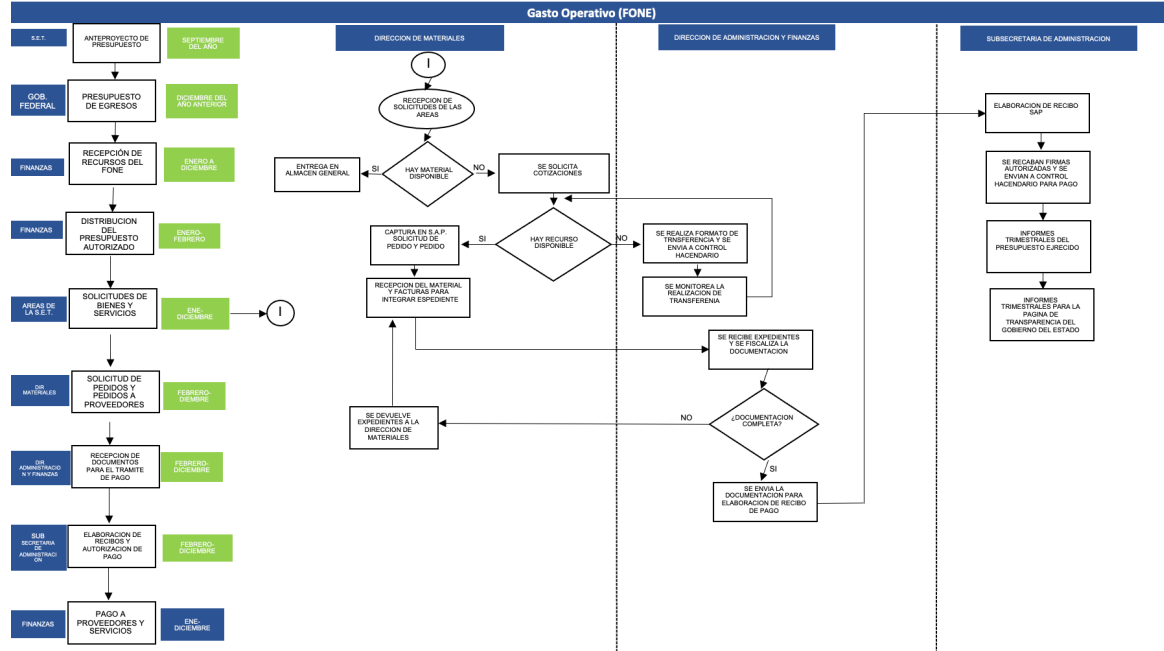 Gasto Operativo (FONE)
S.E.T.
ANTEPROYECTO DE
PRESUPUESTO
SEPTIEMBRE
DEL AÑO
GOB.
FEDERAL
PRESUPUESTO
DE EGRESOS
DICIEMBRE DEL
AÑO ANTERIOR
FINANZAS
RECEPCIÓN DE
RECURSOS DEL
FONE
ENERO A
DICIEMBRE
FINANZAS
DISTRIBUCION
DEL
PRESUPUESTO
AUTORIZADO
ENERO-
FEBRERO
AREAS DE
LA S.E.T.
SOLICITUDES DE
BIENES Y
SERVICIOS
ENE-
DICIEMBRE
I
DIR
MATERIALES
SOLICITUD DE
PEDIDOS Y
PEDIDOS A
PROVEEDORES
FEBRERO-
DIEMBRE
DIR
ADMINISTRACIO
N Y FINANZAS
RECEPCION DE
DOCUMENTOS
PARA EL TRAMITE
DE PAGO
FEBRERO-
DICIEMBRE
SUB
SECRETARIA
DE
ADMINISTRACI
ON
ELABORACION DE
RECIBOS Y
AUTORIZACION DE
PAGO
FEBRERO-
DICIEMBRE
FINANZAS
PAGO A
PROVEEDORES Y
SERVICIOS
ENE-
DICIEMBRE
DIRECCION DE MATERIALES
I
RECEPCION DE
SOLICITUDES DE LAS
AREAS
HAY MATERIAL
DISPONIBLE
SI
NO
ENTREGA EN
ALMACEN GENERAL
SE SOLICITA
COTIZACIONES
HAY RECURSO
DISPONIBLE
SI
NO
CAPTURA EN S.A.P.
SOLICITUD DE
PEDIDO Y PEDIDO
RECEPCION DEL MATERIAL
Y FACTURAS PARA
INTEGRAR ESPEDIENTE
SE DEVUELVE
EXPEDIENTES A LA
DIRECCION DE
MATERIALES
DIRECCION DE ADMINISTRACION Y FINANZAS
SE REALIZA FORMATO DE
TRNSFERENCIA Y SE
ENVIA A CONTROL
HACENDARIO
SE MONITOREA LA
REALIZACION DE
TRANSFERENIA
SE RECIBE EXPEDIENTES
Y SE FISCALIZA LA
DOCUMENTACION
¿DOCUMENTACION
COMPLETA?
NO
SI
SE ENVIA LA
DOCUMENTACION PARA
ELABORACION DE RECIBO
DE PAGO
SUBSECRETARIA DE ADMINISTRACION
ELABORACION DE RECIBO
SAP
SE RECABAN FIRMAS
AUTORIZADAS Y SE
ENVIAN A CONTROL
HACENDARIO PARA PAGO
INFORMES
TRIMESTRALES DEL
PRESUPUESTO EJRECIDO
INFORMES
TRIMESTRALES PARA LA
PAGINA DE
TRANSPARENCIA DEL
GOBIERNO DEL ESTADO